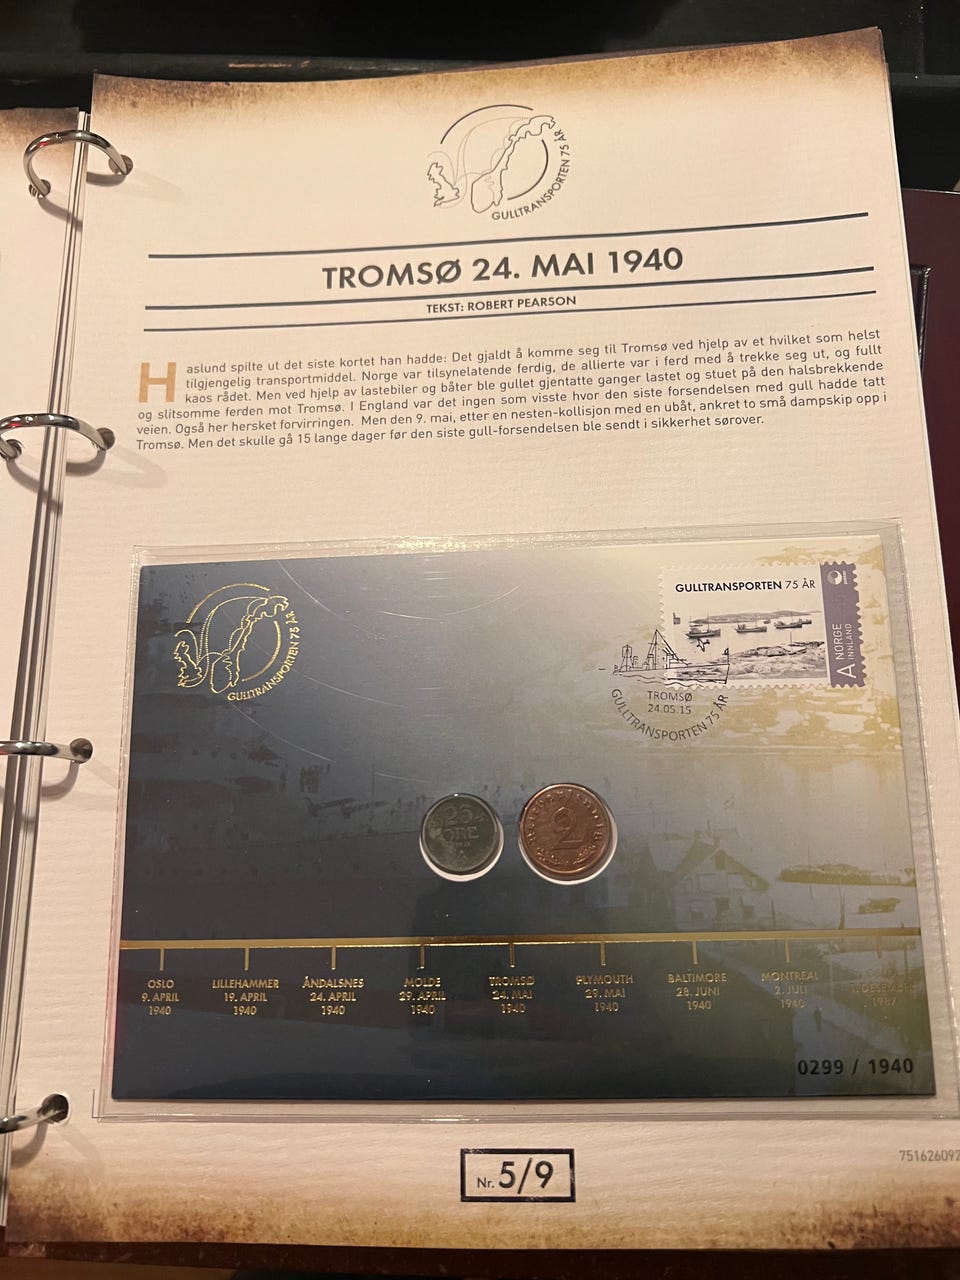 GULLTRANSPORTEN 75 ÅR
TROMSØ 24. MAI 1940
TEKST: ROBERT PEARSON
Haslund spilte ut det siste kortet han hadde: Det gjaldt å komme seg til Tromsø ved hjelp av et hvilket som helst
tilgjengelig transportmiddel. Norge var tilsynelatende ferdig, de allierte var i ferd med å trekke seg ut, og fullt
kaos rådet. Men ved hjelp av lastebiler og båter ble gullet gjentatte ganger lastet og stuet på den halsbrekkende
og slitsomme ferden mot Tromsø. I England var det ingen som visste hvor den siste forsendelsen med gull hadde tatt
veien. Også her hersket forvirringen. Men den 9. mai, etter en nesten-kollisjon med en ubåt, ankret to små dampskip opp i
Tromsø. Men det skulle gå 15 lange dager før den siste gull-forsendelsen ble sendt i sikkerhet sørover.
GULLTRANSPORTEN 75 ÅR
GULLTRANSPORTEN 75 ÅR
A NORGE
INNLAND
TROMSØ
24.05.15
GULLTRANSPORTEN 75 ÅR
25
ØRE
Reichspfennig
2
OSLO
9. APRIL
1940
LILLEHAMMER
19. APRIL
1940
ÅNDALSNES
24. APRIL
1940
MOLDE
29. APRIL
1940
TROMSØ
24. MAI
1940
PLYMOUTH
29. MAI
1940
BALTIMORE
28. JUNI
1940
MONTREAL
2. JULI
1940
1. DESEMBER
1987
0299 / 1940
Nr. 5/9
751626092